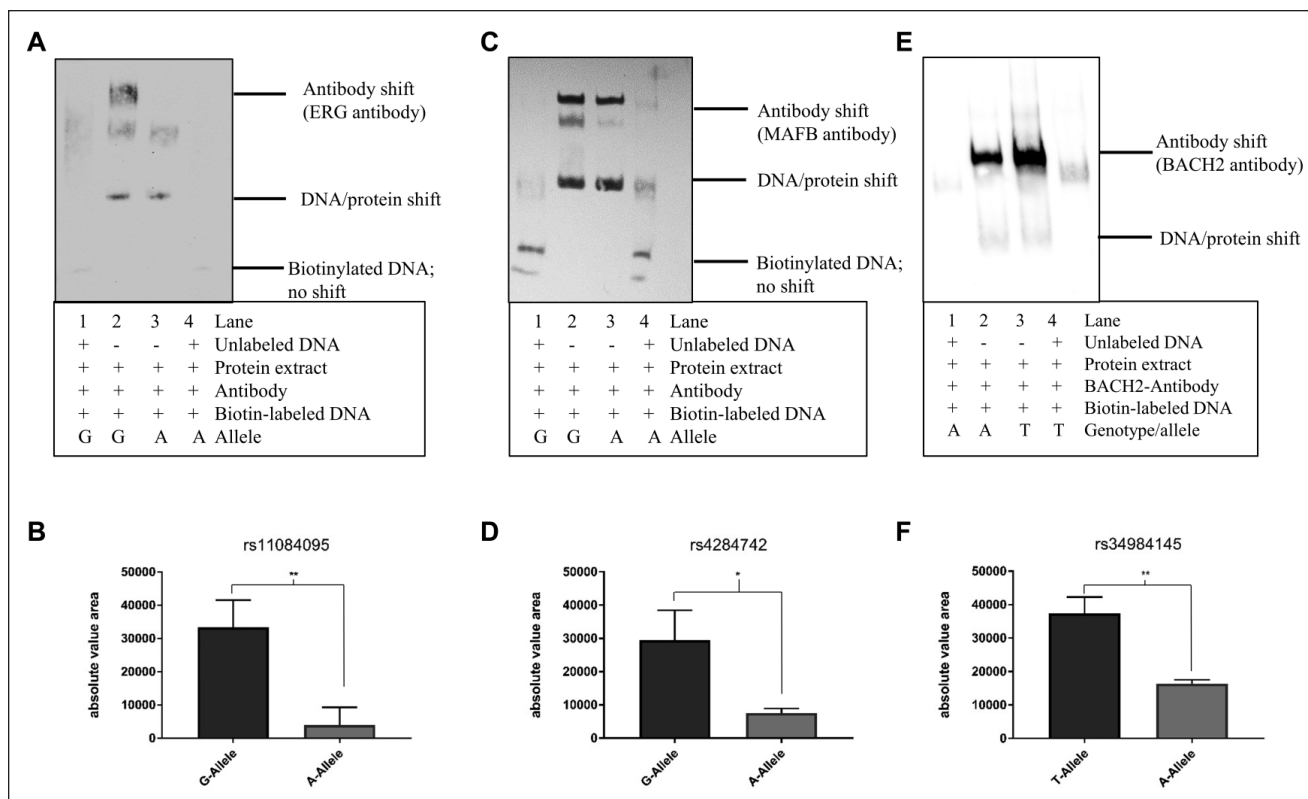 A
Antibody shift
(ERG antibody)
DNA/protein shift
Biotinylated DNA;
no shift
1 2 3 4 Lane
+ - - + Unlabeled DNA
+ + + + Protein extract
+ + + + Antibody
+ + + + Biotin-labeled DNA
G G A A Allele
C
Antibody shift
(MAFB antibody)
DNA/protein shift
Biotinylated DNA;
no shift
1 2 3 4 Lane
+ - - + Unlabeled DNA
+ + + + Protein extract
+ + + + Antibody
+ + + + Biotin-labeled DNA
G G A A Allele
E
Antibody shift
(BACH2 antibody)
DNA/protein shift
1 2 3 4 Lane
+ - - + Unlabeled DNA
+ + + + Protein extract
+ + + + BACH2-Antibody
+ + + + Biotin-labeled DNA
A A T T Genotype/allele
B
rs11084095
absolute value area
50000
40000
30000
20000
10000
0
**
G-Allele
A-Allele
D
rs4284742
absolute value area
50000
40000
30000
20000
10000
0
*
G-Allele
A-Allele
F
rs34984145
absolute value area
50000
40000
30000
20000
10000
0
**
T-Allele
A-Allele